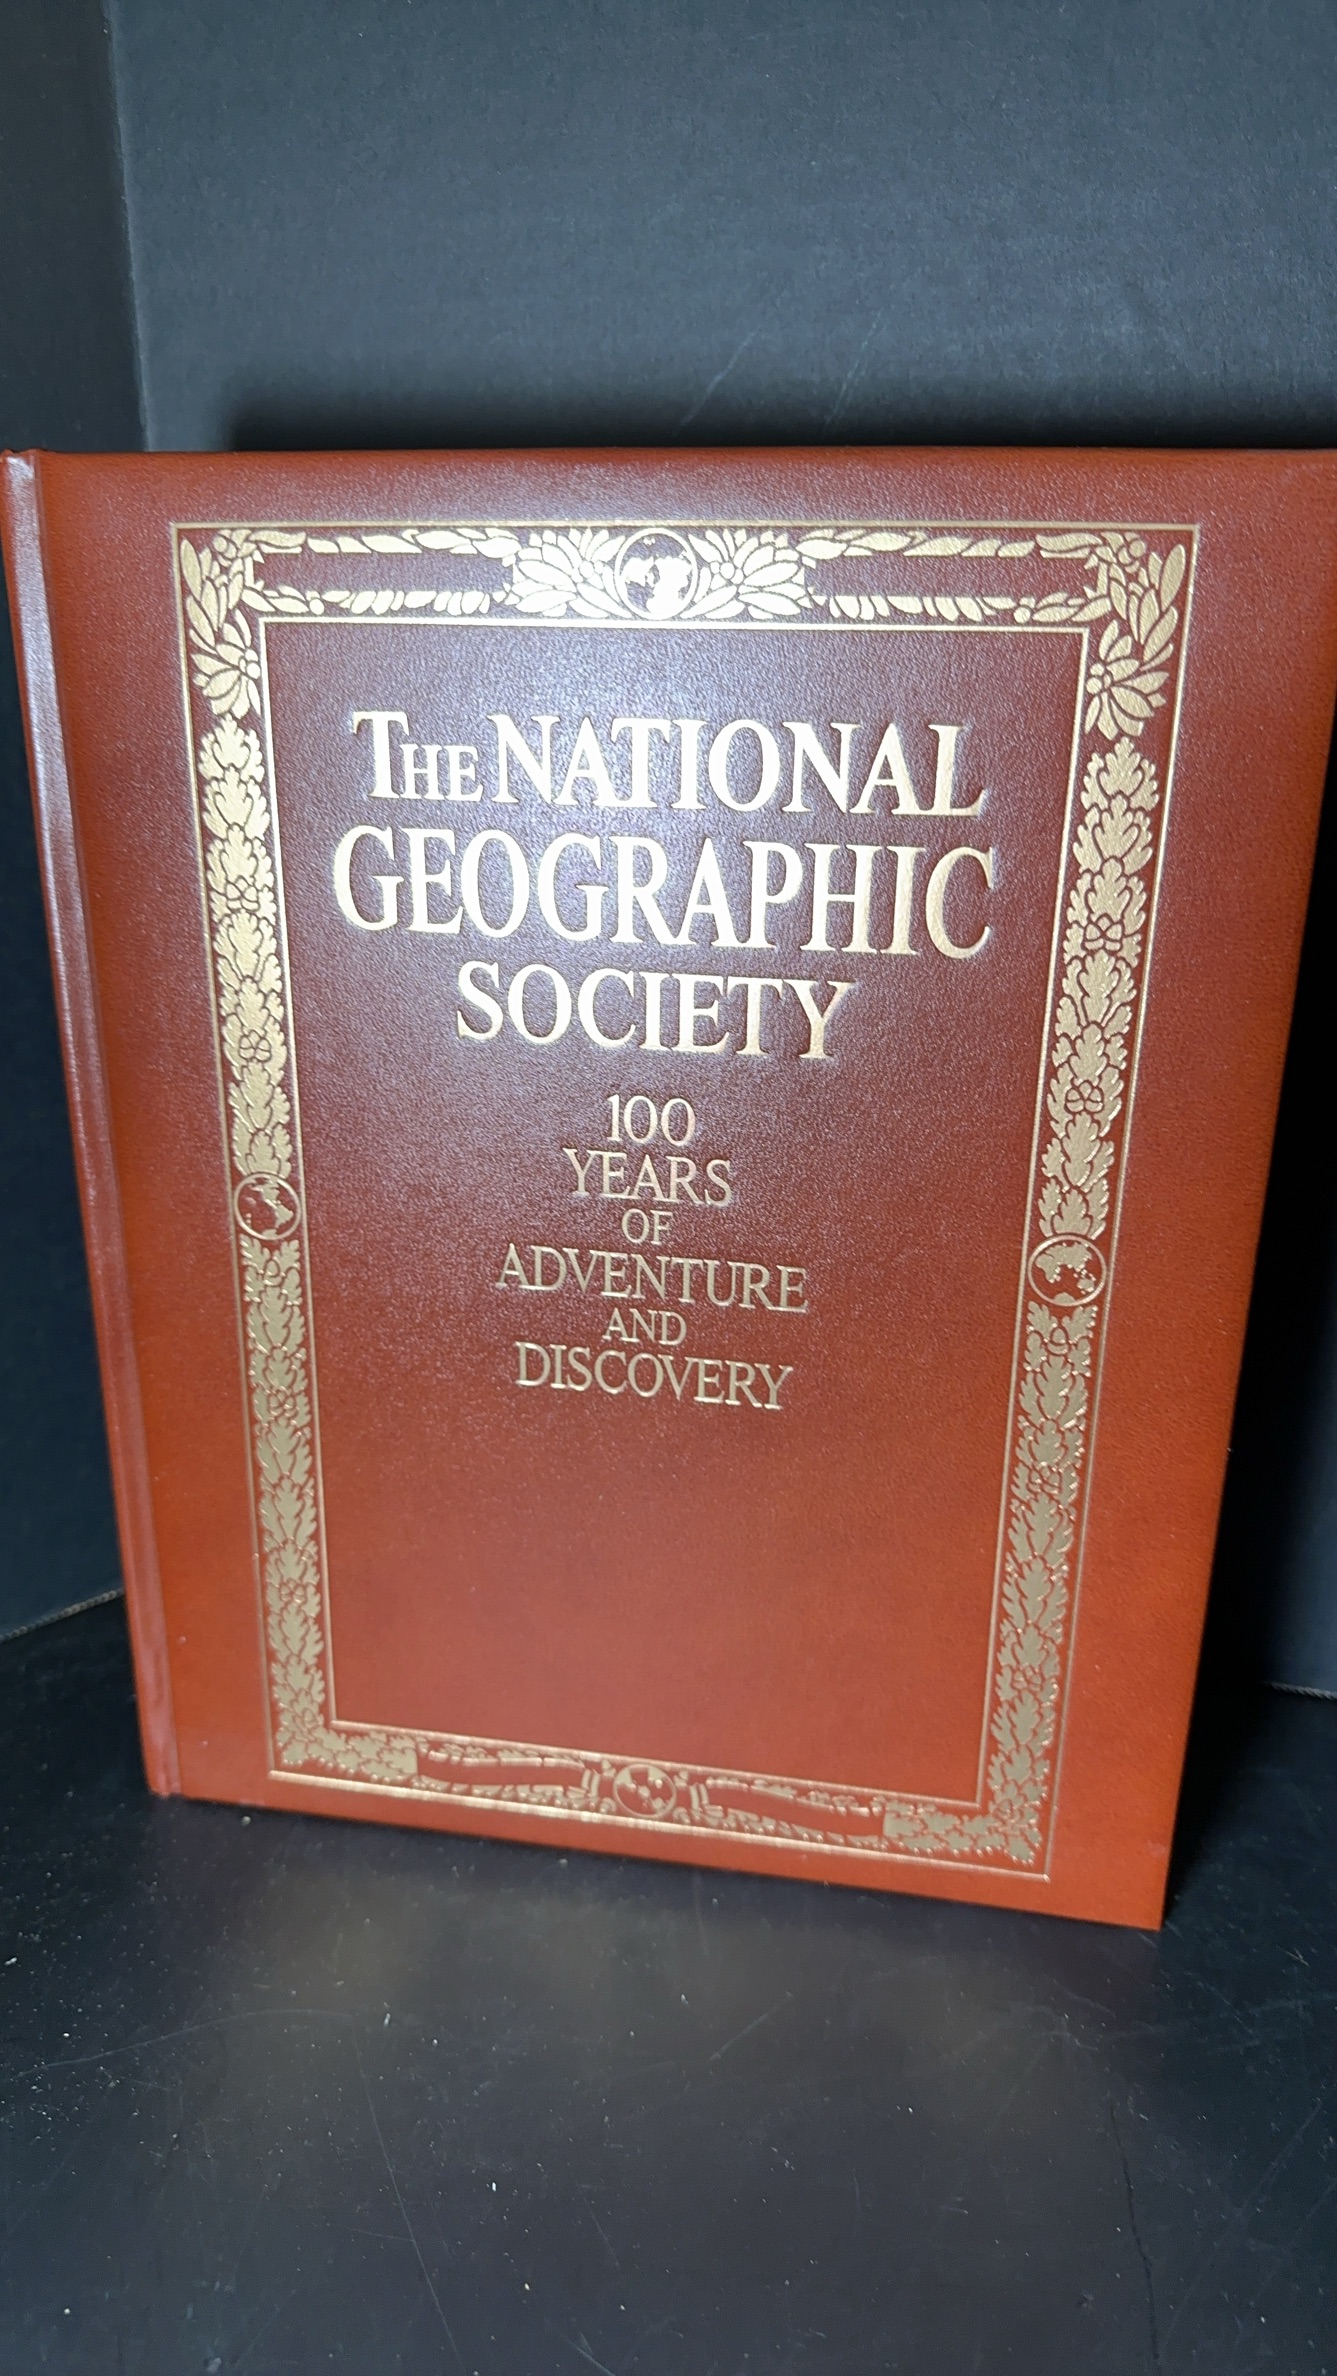 THE NATIONAL
GEOGRAPHIC
SOCIETY
100
YEARS
OF
ADVENTURE
AND
DISCOVERY